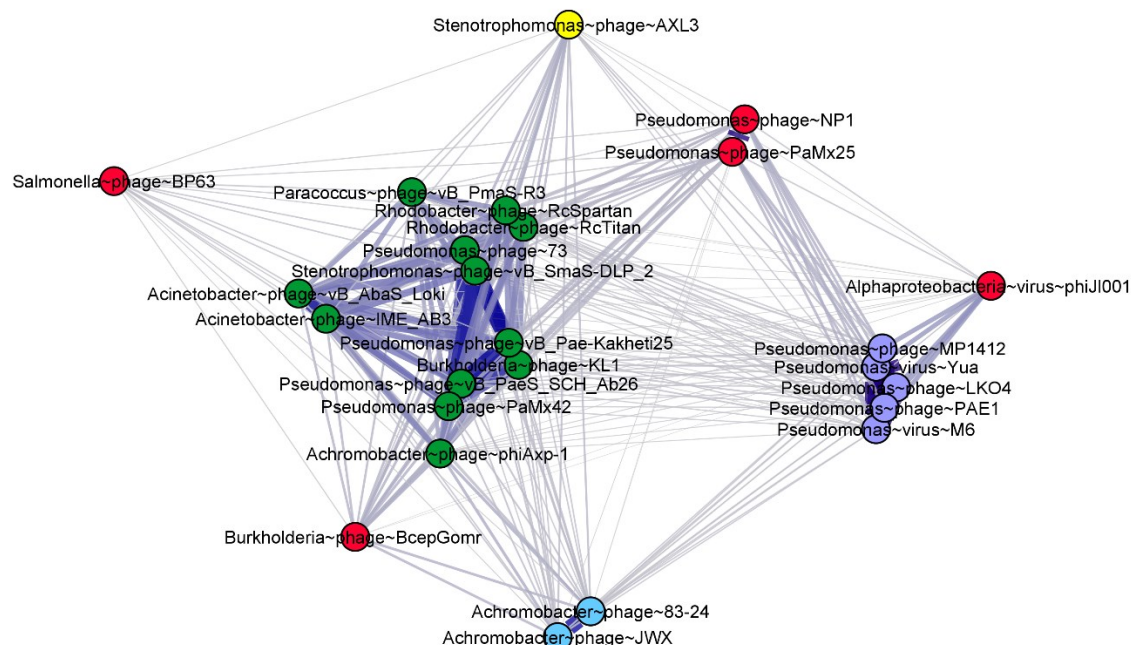 Stenotrophomonas~phage~AXL3
Pseudomonas~phage~NP1
Pseudomonas~phage~PaMx25
Salmonella~phage~BP63
Paracoccus~phage~vB_PmaS-R3
Rhodobacter~phage~RcSpartan
Rhodobacter~phage~RcTitan
Pseudomonas~phage~73
Stenotrophomonas~phage~vB_SmaS-DLP_2
Alphaproteobacteria~virus~phiJl001
Acinetobacter~phage~vB_AbaS_Loki
Acinetobacter~phage~IME_AB3
Pseudomonas~phage~vB_Pae-Kakheti25
Pseudomonas~phage~MP1412
Burkholderia~phage~KL1
Pseudomonas~virus~Yua
Pseudomonas~phage~vB_PaeS_SCH_Ab26
Pseudomonas~phage~LKO4
Pseudomonas~phage~PaMx42
Pseudomonas~phage~PAE1
Pseudomonas~virus~M6
Achromobacter~phage~phiAxp-1
Burkholderia~phage~BcepGomr
Achromobacter~phage~83-24
Achromobacter~phage~JWX